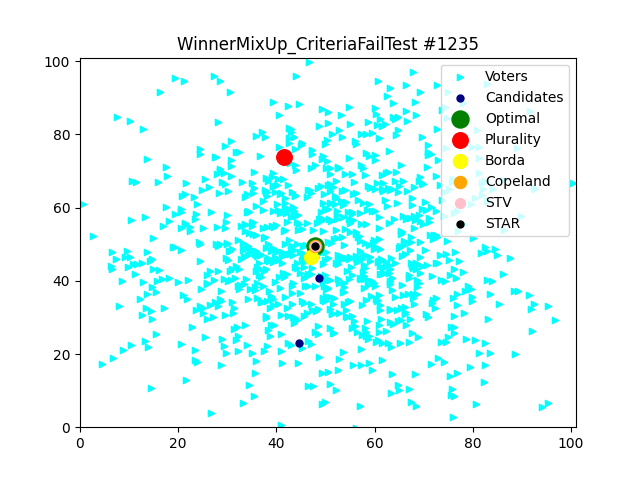 WinnerMixUp_CriteriaFailTest #1235
Voters
Candidates
Optimal
Plurality
Borda
Copeland
STV
STAR
100
80
60
40
20
0
0 20 40 60 80 100